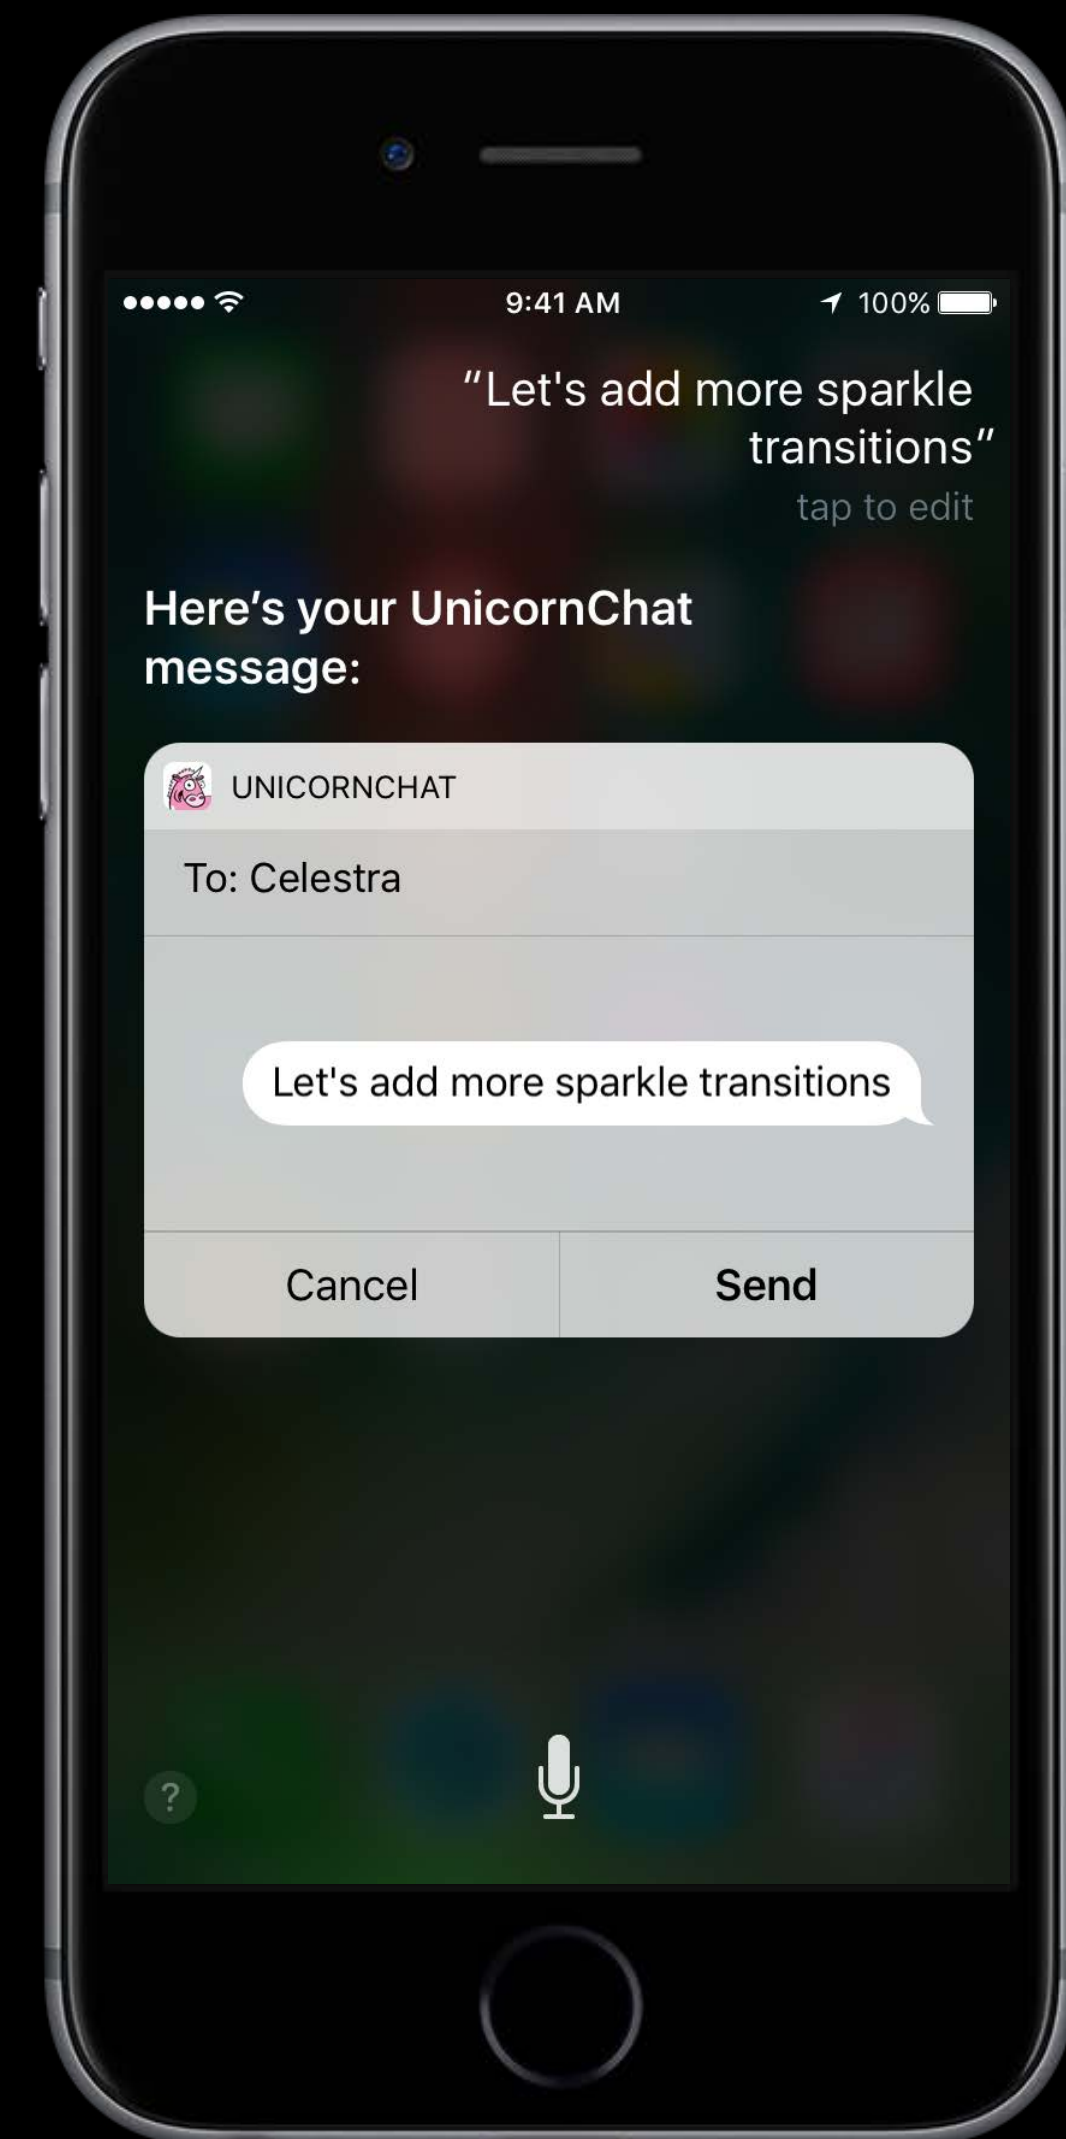 9:41 AM
100%
"Let's add more sparkle
transitions"
tap to edit
Here's your UnicornChat
message:
UNICORNCHAT
To: Celestra
Let's add more sparkle transitions
Cancel
Send
?